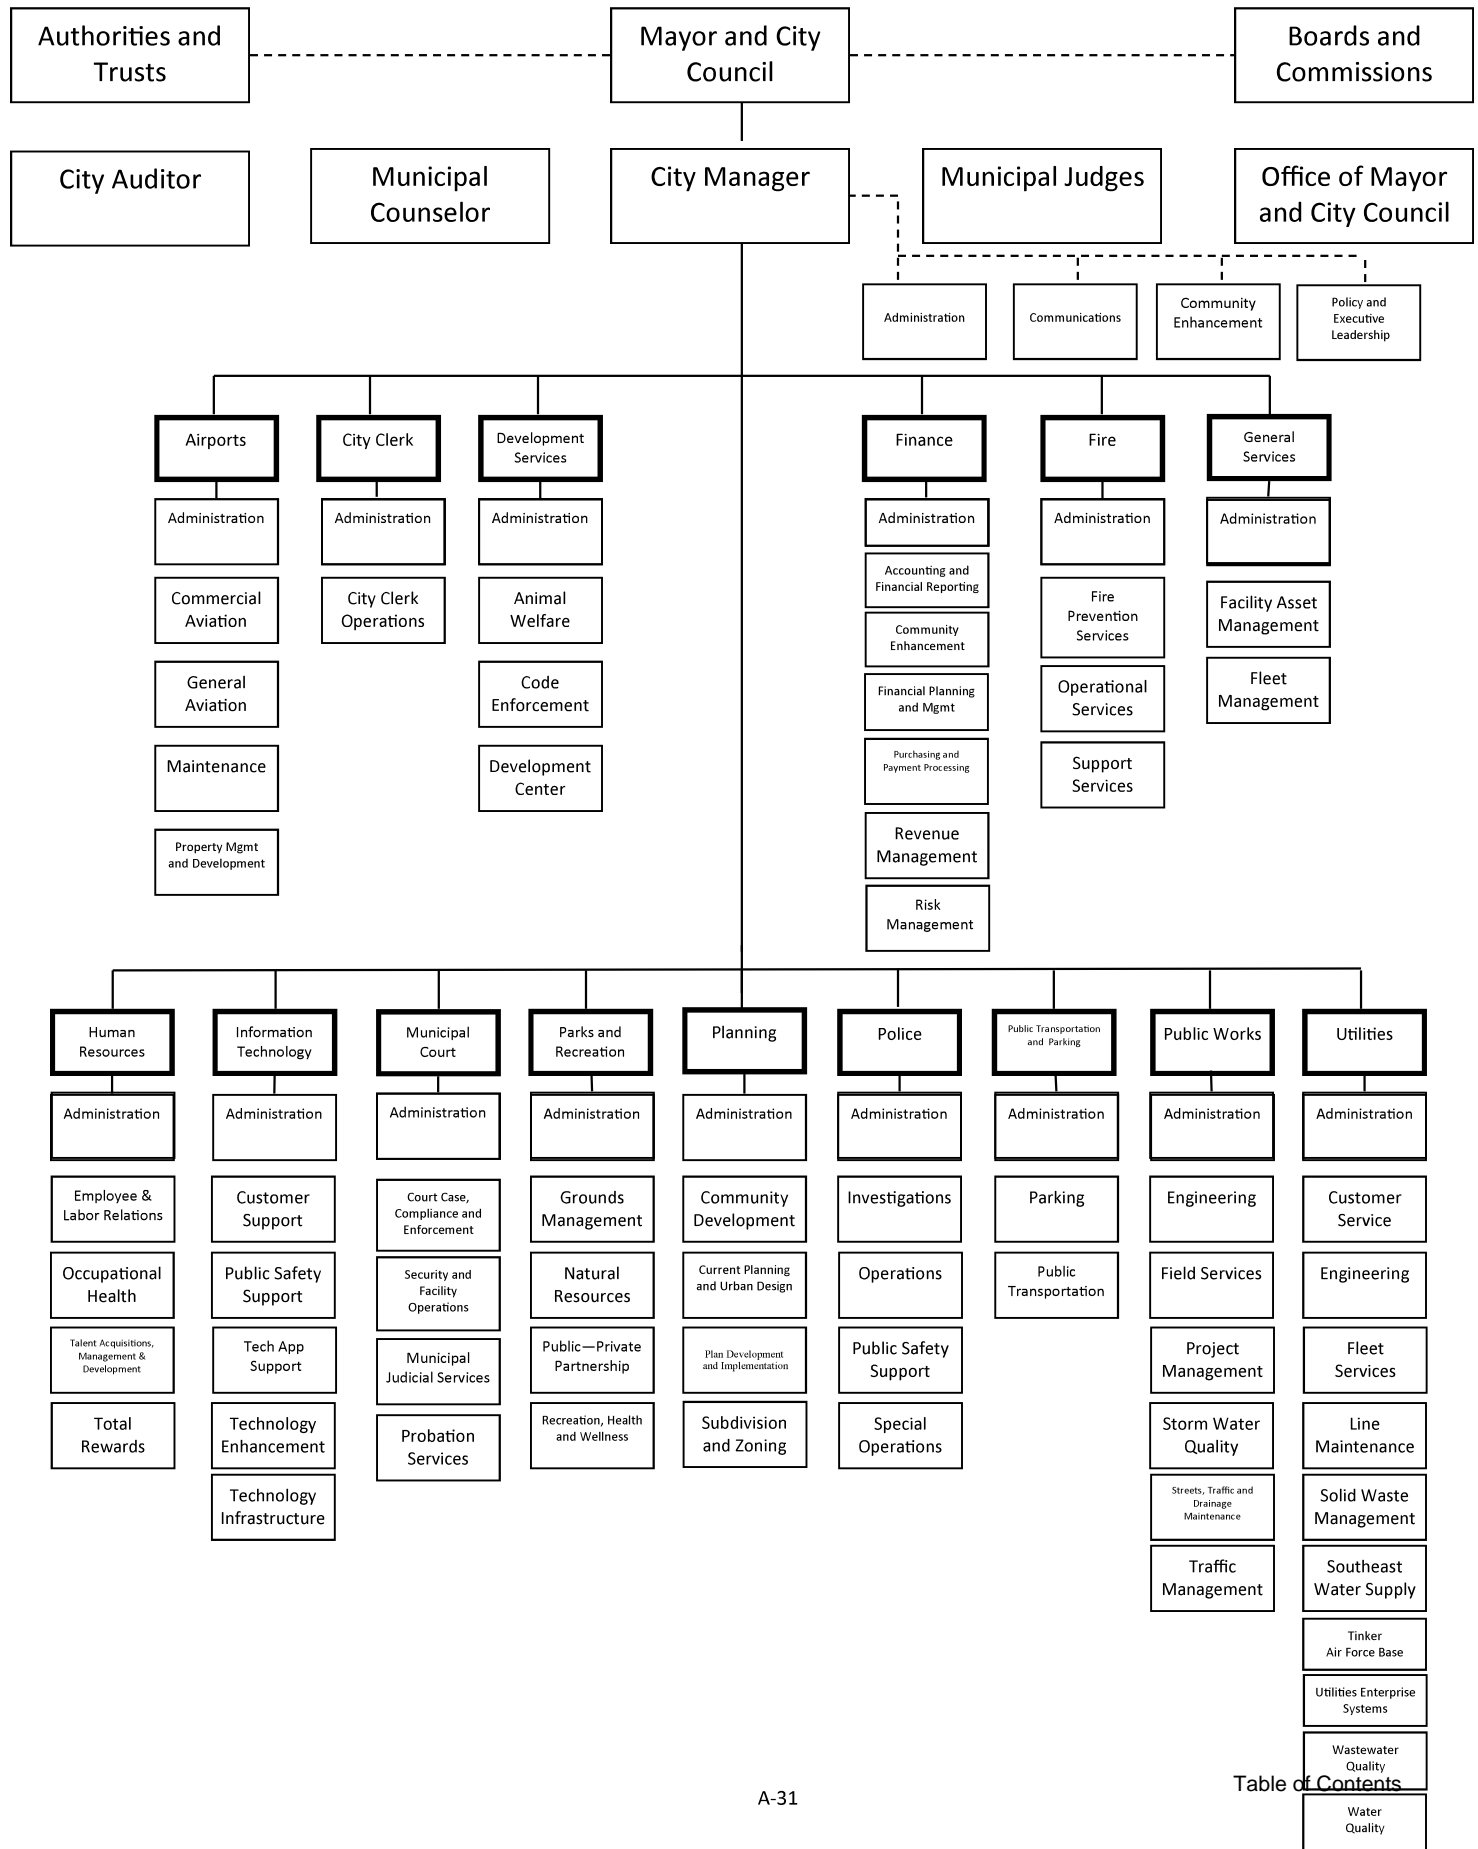 Authorities and
Trusts
Mayor and City
Council
Boards and
Commissions
City Auditor
Municipal
Counselor
City Manager
Municipal Judges
Office of Mayor
and City Council
Administration
Communications
Community
Enhancement
Policy and
Executive
Leadership
Airports
City Clerk
Development
Services
Finance
Fire
General
Services
Administration
Commercial
Aviation
General
Aviation
Maintenance
Property Mgmt
and Development
Administration
City Clerk
Operations
Administration
Animal
Welfare
Code
Enforcement
Development
Center
Administration
Accounting and
Financial Reporting
Community
Enhancement
Financial Planning
and Mgmt
Purchasing and
Payment Processing
Revenue
Management
Risk
Management
Administration
Fire
Prevention
Services
Operational
Services
Support
Services
Administration
Facility Asset
Management
Fleet
Management
Human
Resources
Information
Technology
Municipal
Court
Parks and
Recreation
Planning
Police
Public Transportation
and Parking
Public Works
Utilities
Administration
Employee &
Labor Relations
Occupational
Health
Talent Acquisitions,
Management &
Development
Total
Rewards
Administration
Customer
Support
Public Safety
Support
Tech App
Support
Technology
Enhancement
Technology
Infrastructure
Administration
Court Case,
Compliance and
Enforcement
Security and
Facility
Operations
Municipal
Judicial Services
Probation
Services
Administration
Grounds
Management
Natural
Resources
Public—Private
Partnership
Recreation, Health
and Wellness
Administration
Community
Development
Current Planning
and Urban Design
Plan Development
and Implementation
Subdivision
and Zoning
Administration
Investigations
Operations
Public Safety
Support
Special
Operations
Administration
Parking
Public
Transportation
Administration
Engineering
Field Services
Project
Management
Storm Water
Quality
Streets, Traffic and
Drainage
Maintenance
Traffic
Management
Administration
Customer
Service
Engineering
Fleet
Services
Line
Maintenance
Solid Waste
Management
Southeast
Water Supply
Tinker
Air Force Base
Utilities Enterprise
Systems
Wastewater
Quality
Water
Quality
Table of Contents
A-31